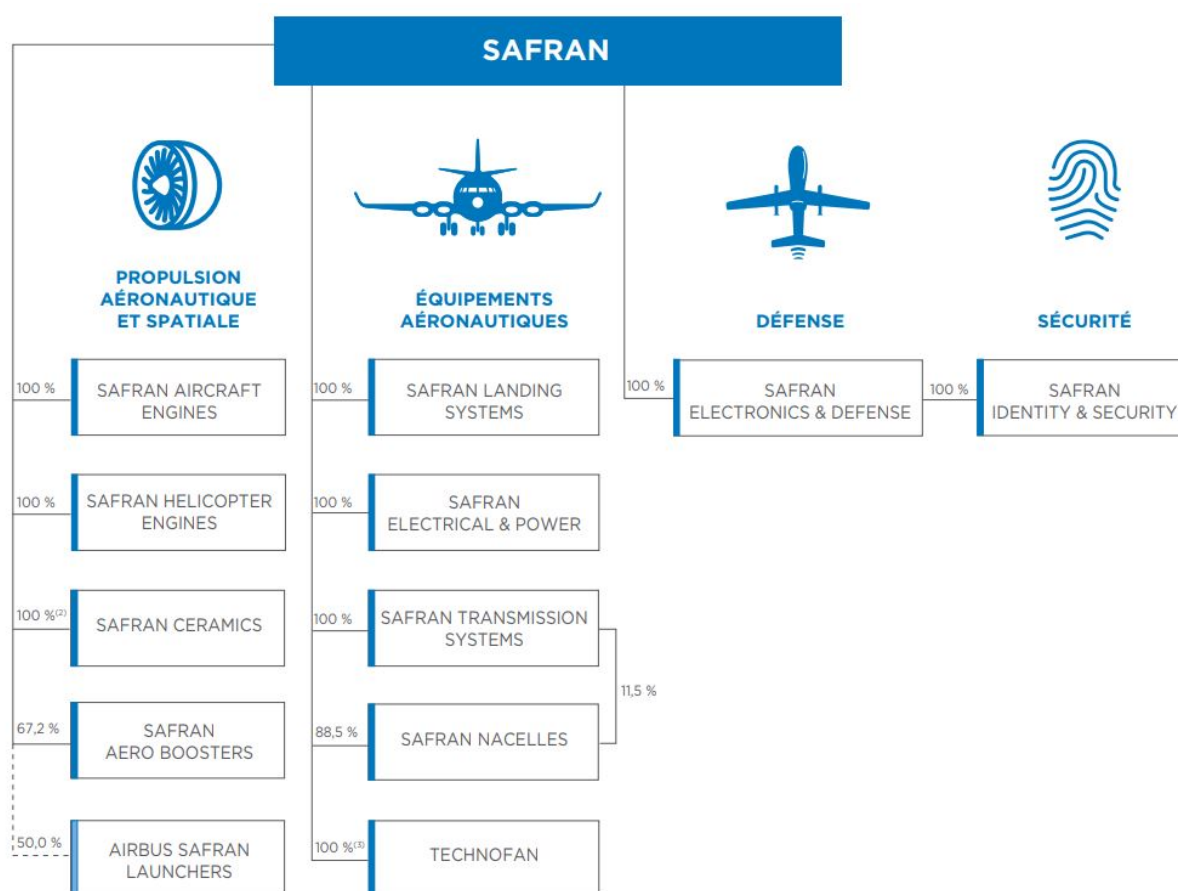 SAFRAN
PROPULSION
AÉRONAUTIQUE
ET SPATIALE
ÉQUIPEMENTS
AÉRONAUTIQUES
DÉFENSE
SÉCURITÉ
100 %
SAFRAN AIRCRAFT
ENGINES
100 %
SAFRAN LANDING
SYSTEMS
100 %
SAFRAN
ELECTRONICS & DEFENSE
100 %
SAFRAN
IDENTITY & SECURITY
100 %
SAFRAN HELICOPTER
ENGINES
100 %
SAFRAN
ELECTRICAL & POWER
100 %(2)
SAFRAN CERAMICS
100 %
SAFRAN TRANSMISSION
SYSTEMS
11,5 %
67,2 %
SAFRAN
AERO BOOSTERS
88,5 %
SAFRAN NACELLES
50,0 %
AIRBUS SAFRAN
LAUNCHERS
100 %(3)
TECHNOFAN